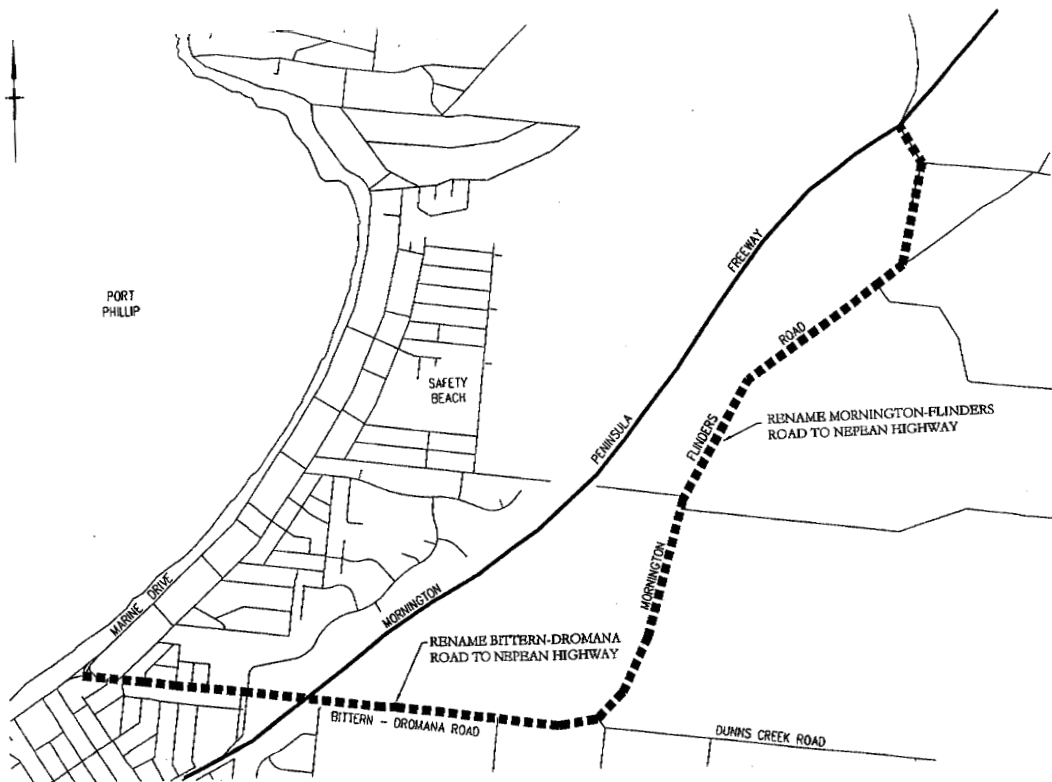 PORT
PHILLIP
SAFETY
BEACH
FREEWAY
PENINSULA
MORNINGTON
ROAD
FLINDERS
MORNINGTON
RENAME MORNINGTON-FLINDERS
ROAD TO NEPEAN HIGHWAY
MARINE DRIVE
RENAME BITTERN-DROMANA
ROAD TO NEPEAN HIGHWAY
BITTERN - DROMANA ROAD
DUNNS CREEK ROAD